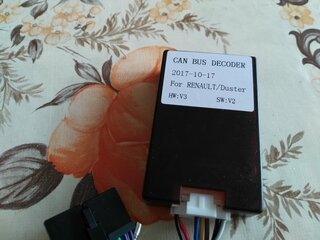 CAN BUS DECODER
2017-10-17
For RENAULT/Duster
HW:V3 SW:V2